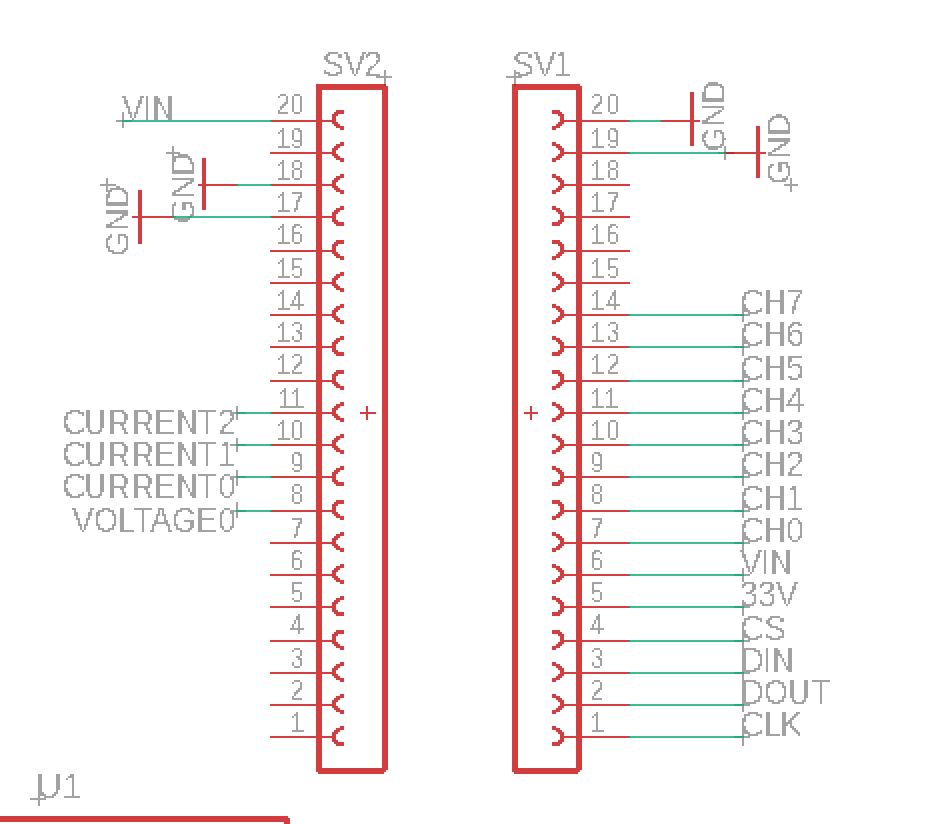 SV2 SV1
VIN 20 20 GND
19 19 GND
GND 18 18
GND 17 17
16 16
15 15
14 14 CH7
13 13 CH6
12 12 CH5
CURRENT2 11 11 CH4
CURRENT1 10 10 CH3
CURRENT0 9 9 CH2
VOLTAGE0 8 8 CH1
7 7 CH0
6 6 VIN
5 5 33V
4 4 CS
3 3 DIN
2 2 DOUT
1 1 CLK
U1